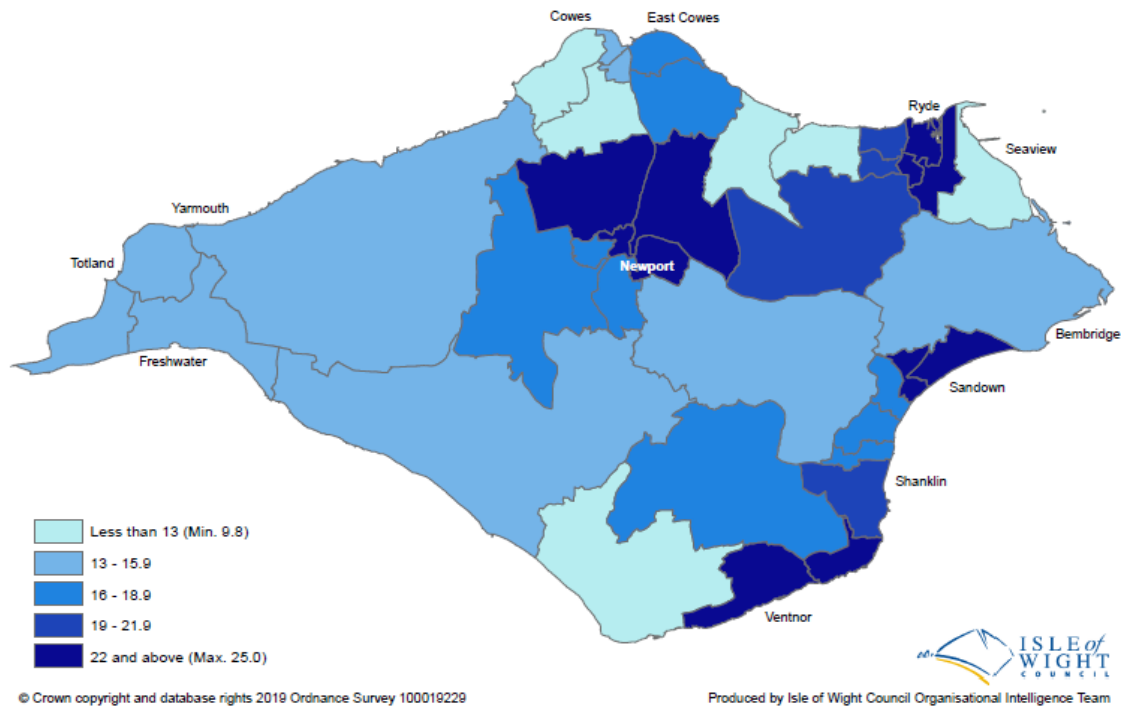 Cowes
East Cowes
Ryde
Seaview
Yarmouth
Totland
Newport
Freshwater
Bembridge
Sandown
Shanklin
Ventnor
Less than 13 (Min. 9.8)
13 - 15.9
16 - 18.9
19 - 21.9
22 and above (Max. 25.0)
ISLE of
WIGHT
COUNCIL
© Crown copyright and database rights 2019 Ordnance Survey 100019229
Produced by Isle of Wight Council Organisational Intelligence Team